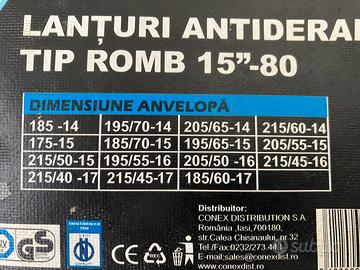 LANȚURI ANTIDERA
TIP ROMB 15”-80
DIMENSIUNE ANVELOPĂ
185 -14 195/70-14 205/65-14 215/60-14
175-15 185/70-15 195/65-15 205/55-15
215/50-15 195/55-16 205/50 -16 215/45-16
215/40 -17 215/45-17 185/60-17
DISTRIBUITOR:
CONEX DISTRIBUTION S.A.
România ,Iasi,700180,
str.Calea Chisinaului, nr.32
Tel./Fax:0232/273.443
E-mail:sales@conexdist.ro
www.conexdist.ro
GS
CE
subito